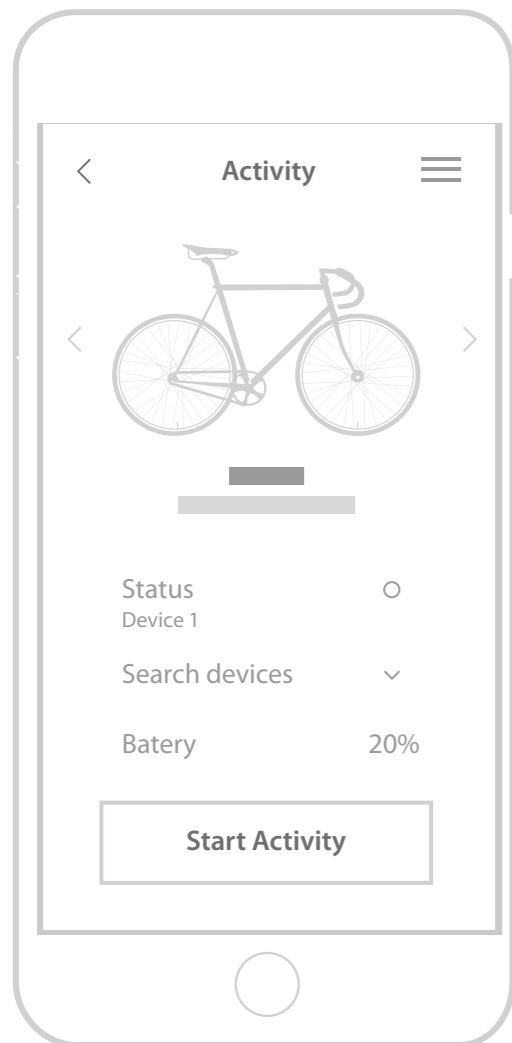 Activity
Status
Device 1
Search devices
Batery 20%
Start Activity